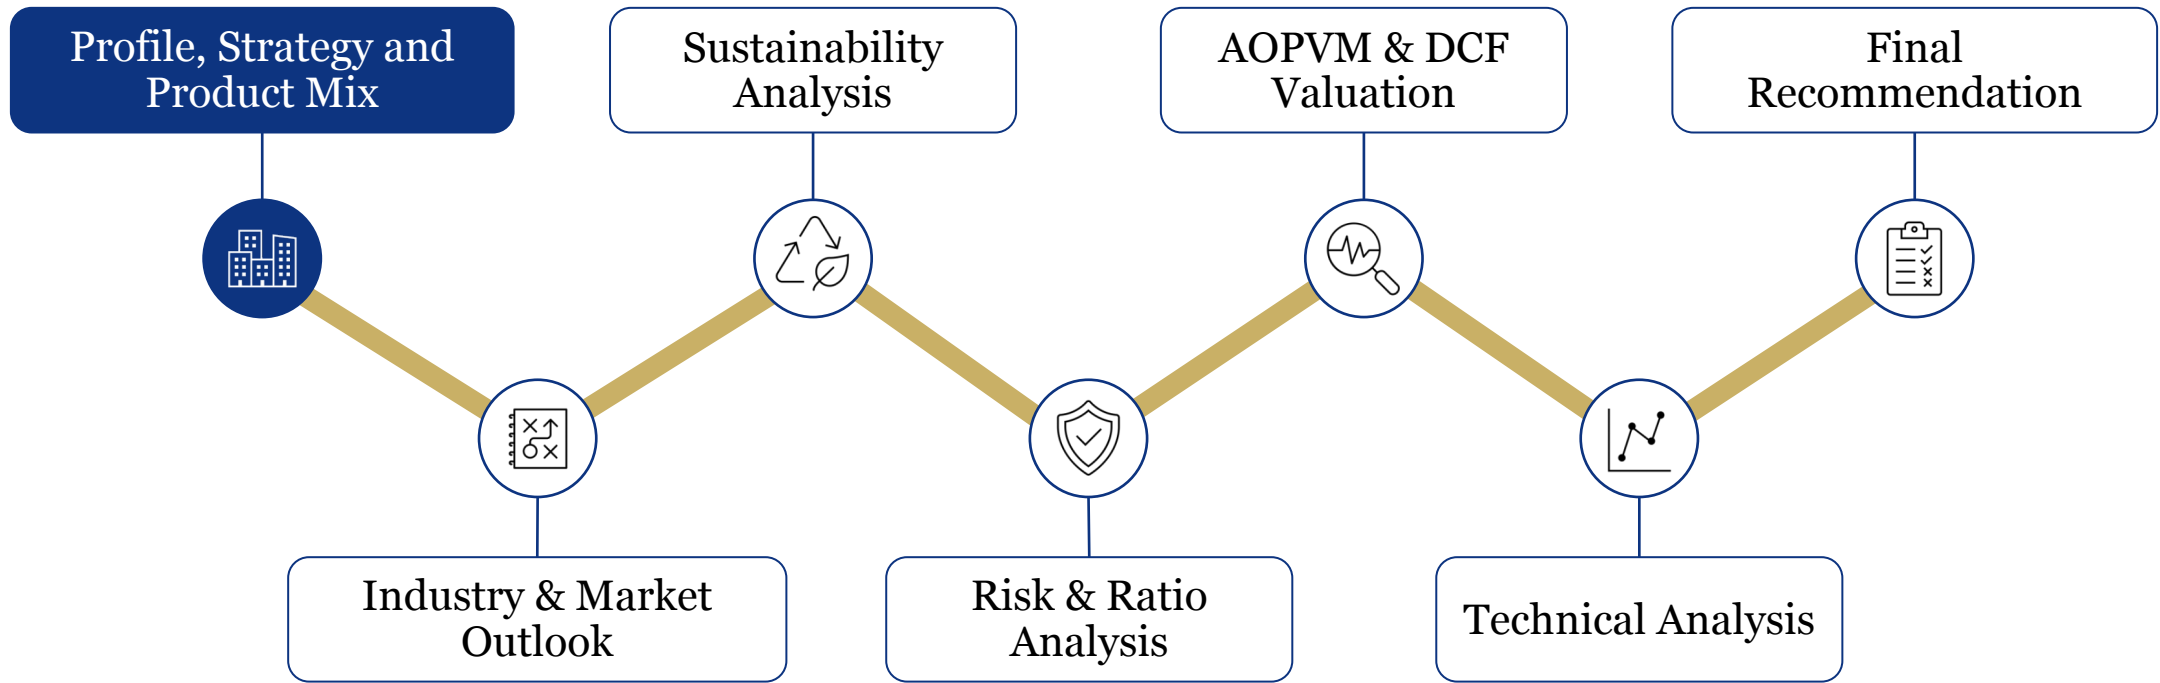 Profile, Strategy and
Product Mix
Sustainability
Analysis
AOPVM & DCF
Valuation
Final
Recommendation
Industry & Market
Outlook
Risk & Ratio
Analysis
Technical Analysis